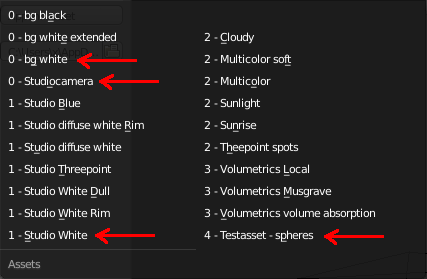 0 - bg black
0 - bg white extended
0 - bg white
0 - Studiocamera
1 - Studio Blue
1 - Studio diffuse white Rim
1 - Studio diffuse white
1 - Studio Threepoint
1 - Studio White Dull
1 - Studio White Rim
1 - Studio White
Assets
2 - Cloudy
2 - Multicolor soft
2 - Multicolor
2 - Sunlight
2 - Sunrise
2 - Theepoint spots
3 - Volumetrics Local
3 - Volumetrics Musgrave
3 - Volumetrics volume absorption
4 - Testasset - spheres